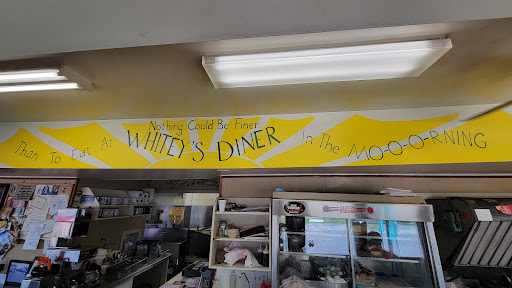 Nothing Could Be Finer
Than To Eat At WHITEY'S DINER In The MO-O-O-RNING